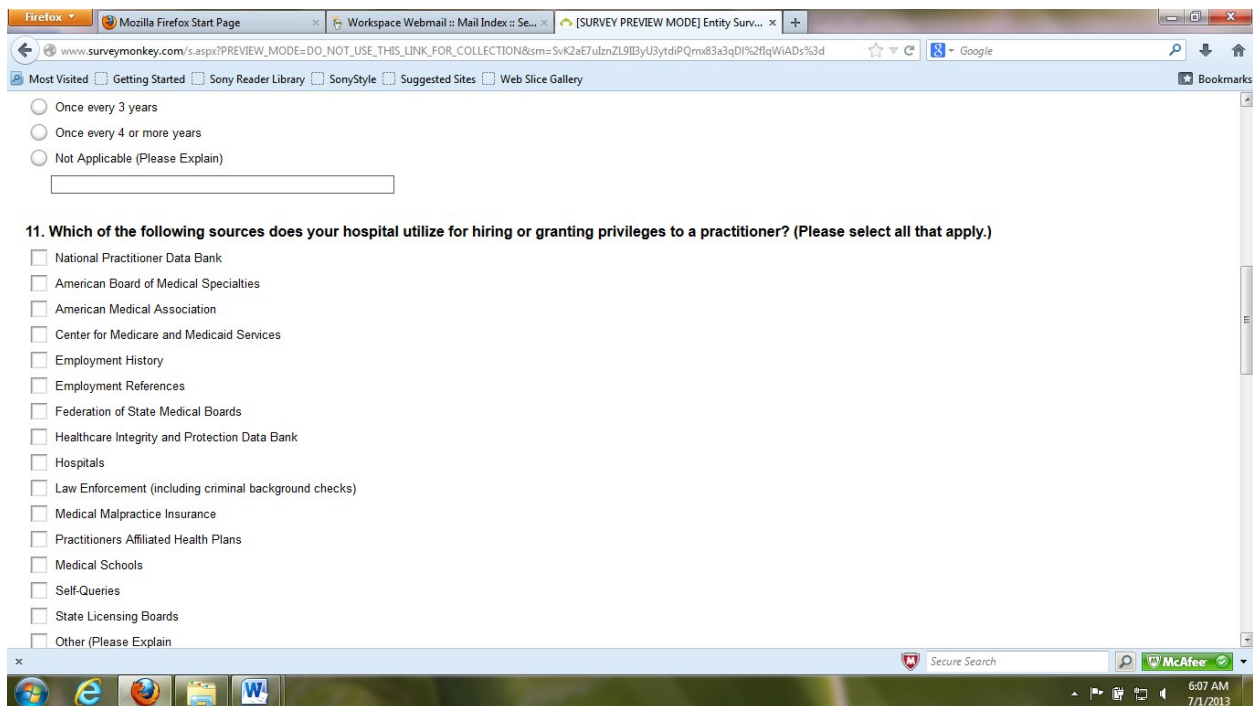 Firefox
Mozilla Firefox Start Page
Workspace Webmail :: Mail Index :: Se...
[SURVEY PREVIEW MODE] Entity Surv...
www.surveymonkey.com/s.aspx?PREVIEW_MODE=DO_NOT_USE_THIS_LINK_FOR_COLLECTION&sm=
Google
Most Visited Getting Started Sony Reader Library SonyStyle Suggested Sites Web Slice Gallery
Bookmarks
Once every 3 years
Once every 4 or more years
Not Applicable (Please Explain)
11. Which of the following sources does your hospital utilize for hiring or granting privileges to a practitioner? (Please select all that apply.)
National Practitioner Data Bank
American Board of Medical Specialties
American Medical Association
Center for Medicare and Medicaid Services
Employment History
Employment References
Federation of State Medical Boards
Healthcare Integrity and Protection Data Bank
Hospitals
Law Enforcement (including criminal background checks)
Medical Malpractice Insurance
Practitioners Affiliated Health Plans
Medical Schools
Self-Queries
State Licensing Boards
Other (Please Explain
Secure Search
McAfee
6:07 AM
7/1/2013